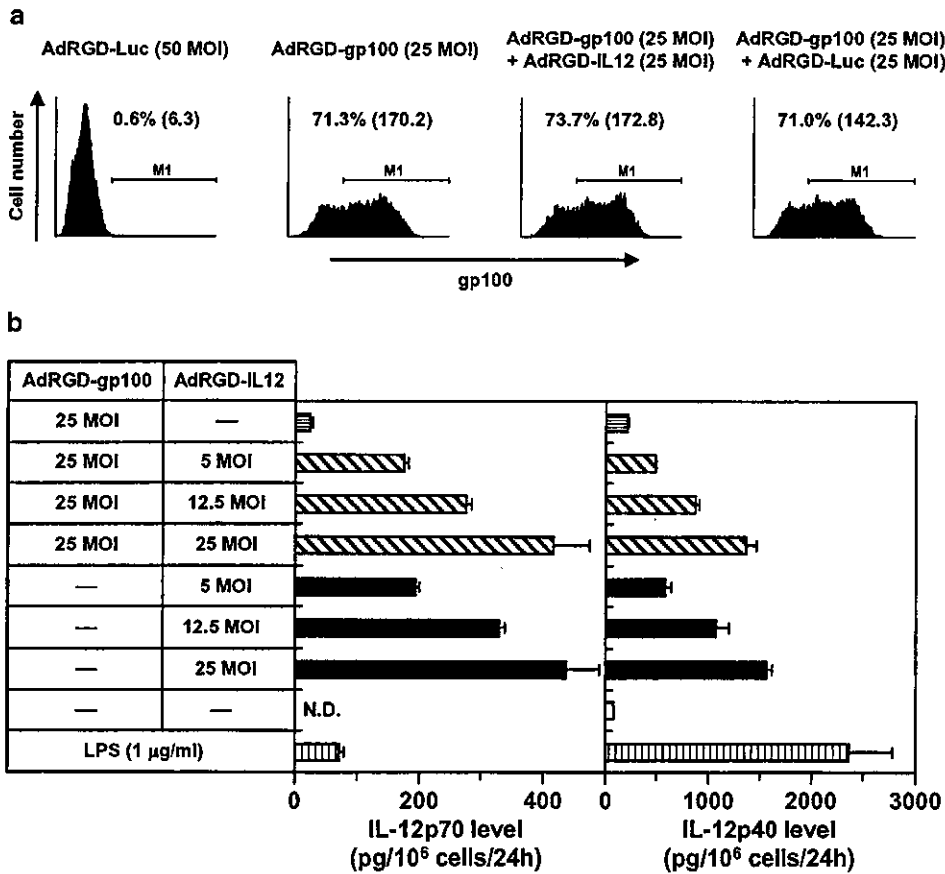 a
AdRGD-Luc (50 MOI)
AdRGD-gp100 (25 MOI)
AdRGD-gp100 (25 MOI)
+ AdRGD-IL12 (25 MOI)
AdRGD-gp100 (25 MOI)
+ AdRGD-Luc (25 MOI)
Cell number
0.6% (6.3)
M1
71.3% (170.2)
M1
73.7% (172.8)
M1
71.0% (142.3)
M1
gp100
b
AdRGD-gp100 AdRGD-IL12
25 MOI —
25 MOI 5 MOI
25 MOI 12.5 MOI
25 MOI 25 MOI
— 5 MOI
— 12.5 MOI
— 25 MOI
— — N.D.
LPS (1 μg/ml)
0 200 400
IL-12p70 level
(pg/10⁶ cells/24h)
0 1000 2000 3000
IL-12p40 level
(pg/10⁶ cells/24h)